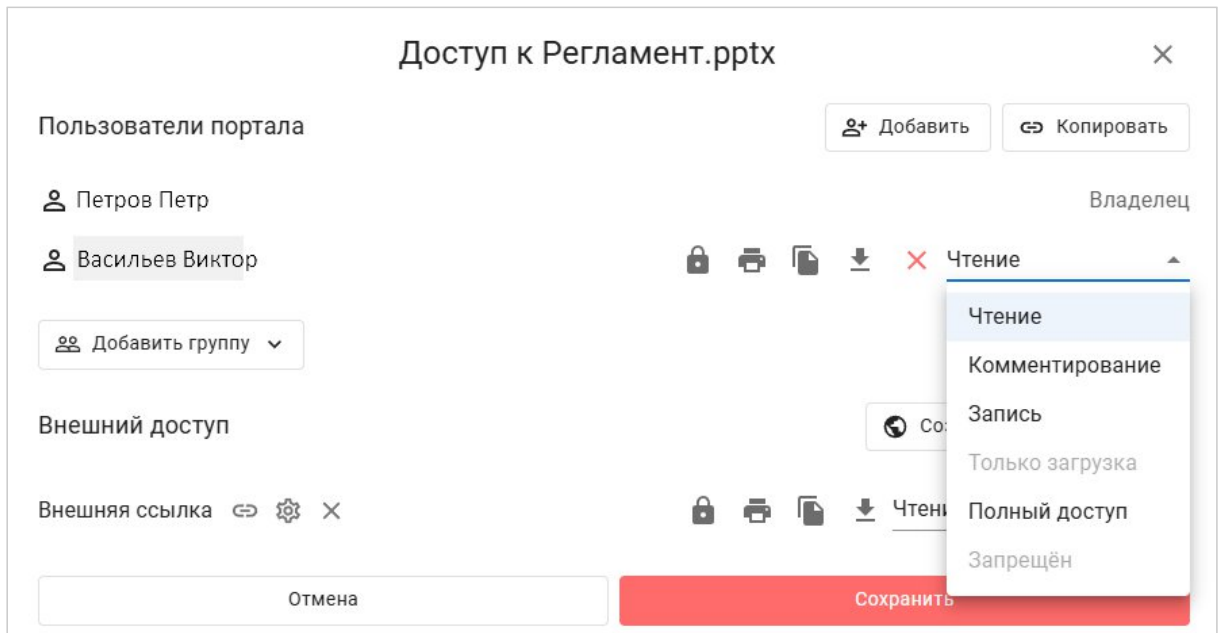 Доступ к Регламент.pptx
Пользователи портала
Добавить
Копировать
Петров Петр
Владелец
Васильев Виктор
Чтение
Чтение
Комментирование
Запись
Только загрузка
Полный доступ
Запрещён
Добавить группу
Внешний доступ
Внешняя ссылка
Отмена
Сохранить